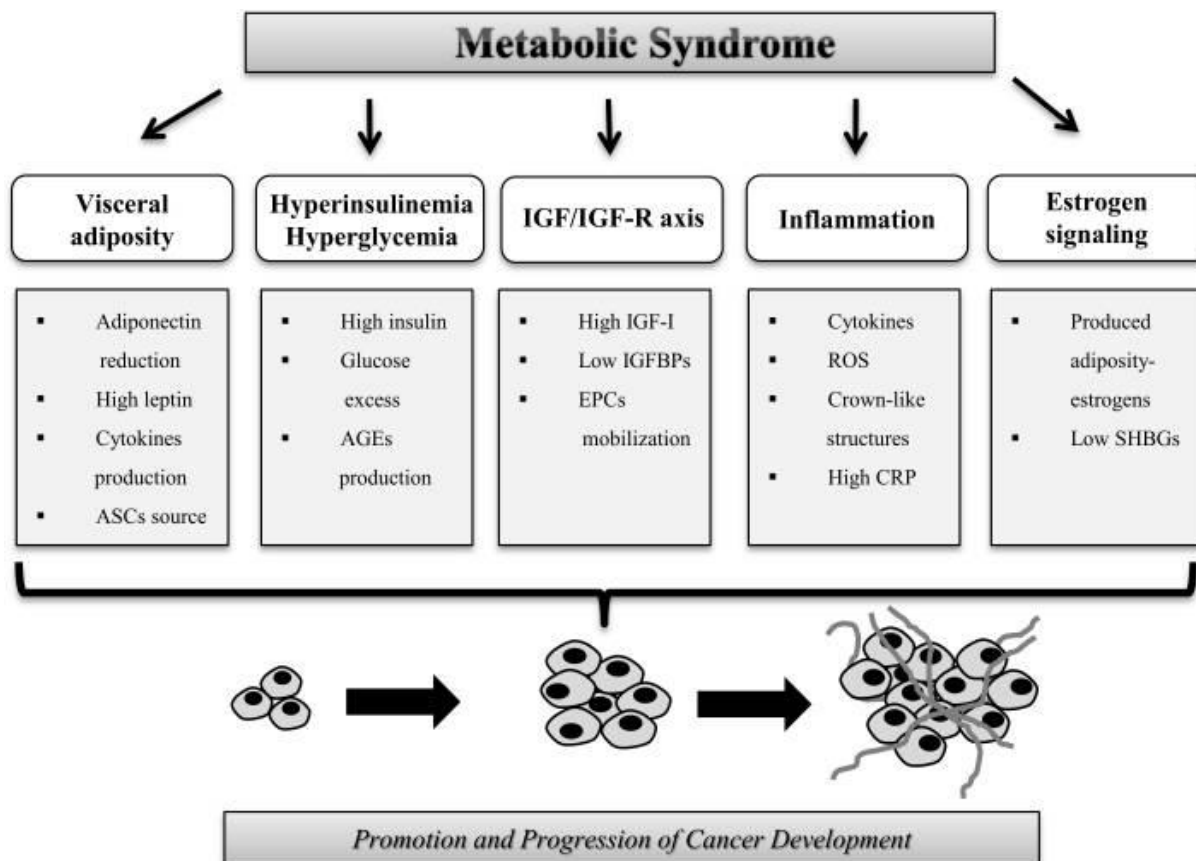 Metabolic Syndrome
Visceral
adiposity
Hyperinsulinemia
Hyperglycemia
IGF/IGF-R axis
Inflammation
Estrogen
signaling
▪ Adiponectin
reduction
▪ High leptin
▪ Cytokines
production
▪ ASCs source
▪ High insulin
▪ Glucose
excess
▪ AGEs
production
▪ High IGF-I
▪ Low IGFBPs
▪ EPCs
mobilization
▪ Cytokines
▪ ROS
▪ Crown-like
structures
▪ High CRP
▪ Produced
adiposity-
estrogens
▪ Low SHBGs
Promotion and Progression of Cancer Development